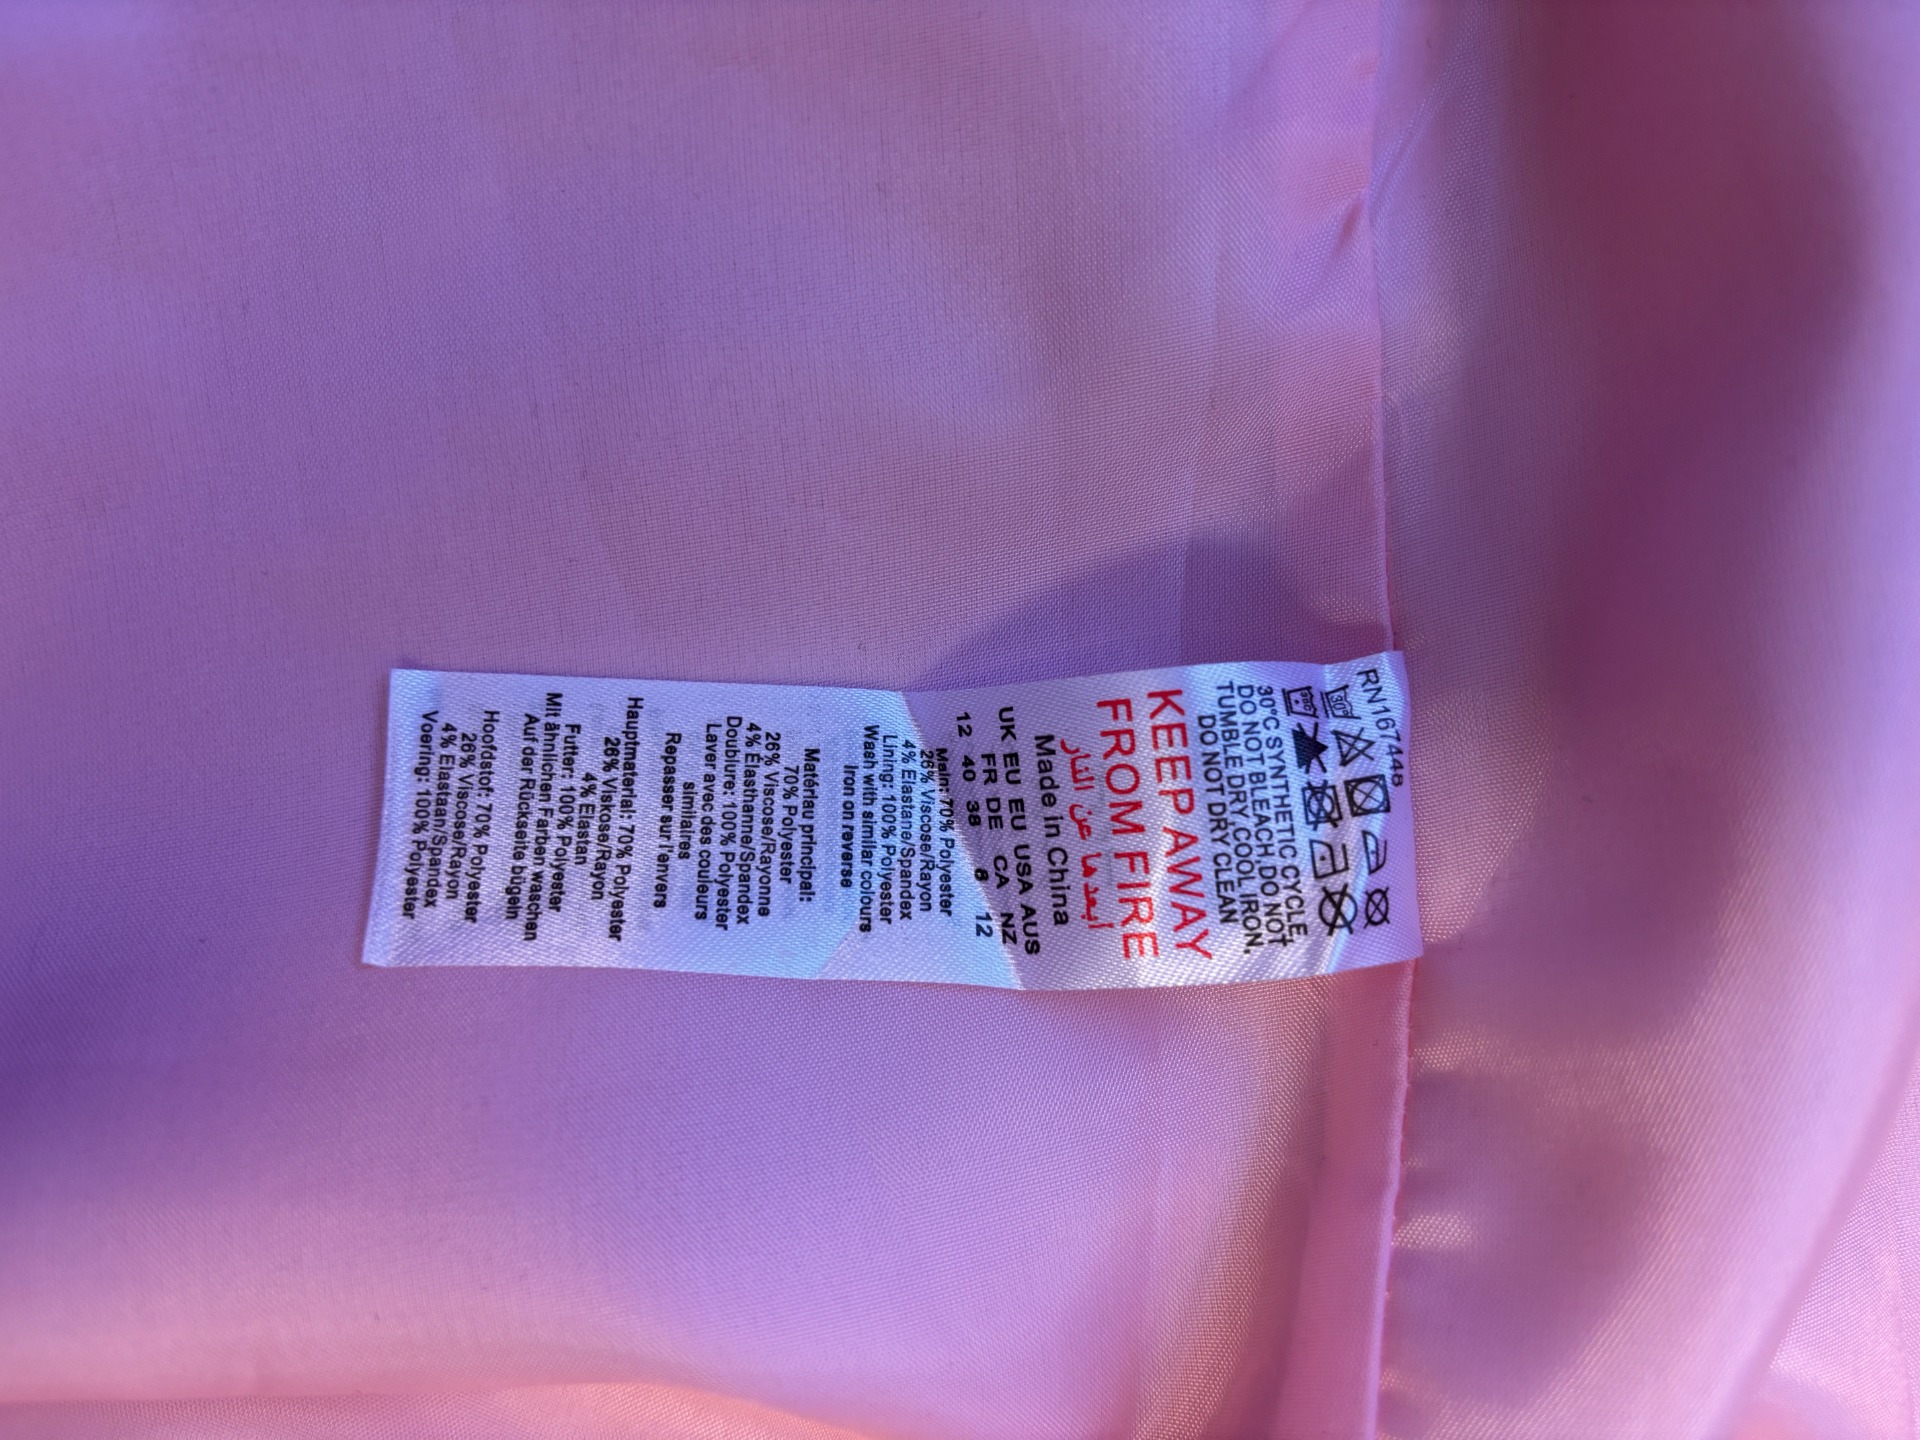 RN167448
30°
30°C
30°C SYNTHETIC CYCLE.
DO NOT BLEACH.DO NOT
TUMBLE DRY.COOL IRON.
DO NOT DRY CLEAN
KEEP AWAY
FROM FIRE
أبعدها عن النار
Made in China
UK EU EU USA AUS
FR DE CA NZ
12 40 38 8 12
Main: 70% Polyester
26% Viscose/Rayon
4% Elastane/Spandex
Lining: 100% Polyester
Wash with similar colours
Iron on reverse
Matériau principal:
70% Polyester
26% Viscose/Rayonne
4% Élasthanne/Spandex
Doublure: 100% Polyester
Laver avec des couleurs
similaires
Repasser sur l'envers
Hauptmaterial: 70% Polyester
26% Viskose/Rayon
4% Elastan
Futter: 100% Polyester
Mit ähnlichen Farben waschen
Auf der Rückseite bügeln
Hoofdstof: 70% Polyester
26% Viscose/Rayon
4% Elastaan/Spandex
Voering: 100% Polyester